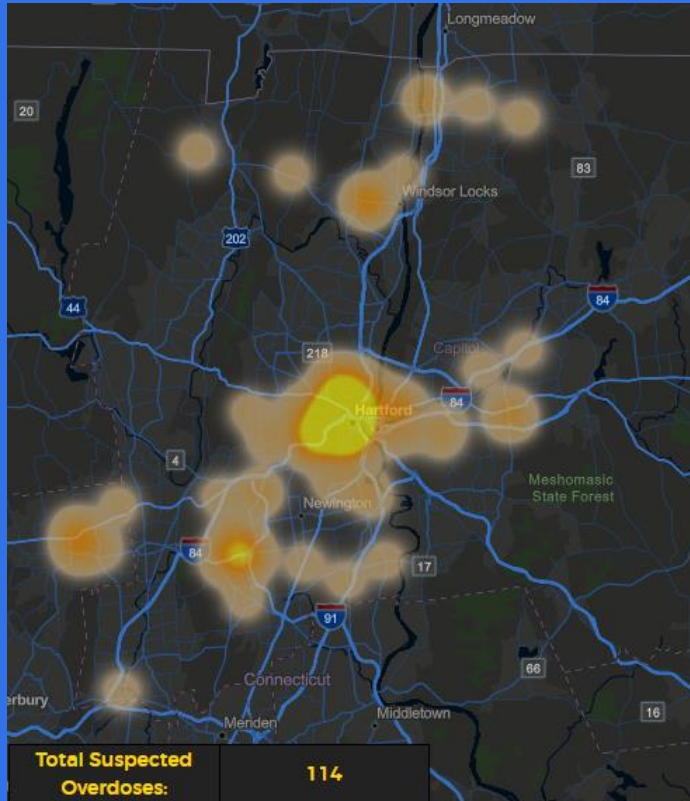 Longmeadow
20
83
Windsor Locks
202
44
84
218
Capitol
84
Hartford
4
Meshomasic
State Forest
Newington
84
17
91
66
Connecticut
erbury
16
Middletown
Meriden
Total Suspected
Overdoses:
114